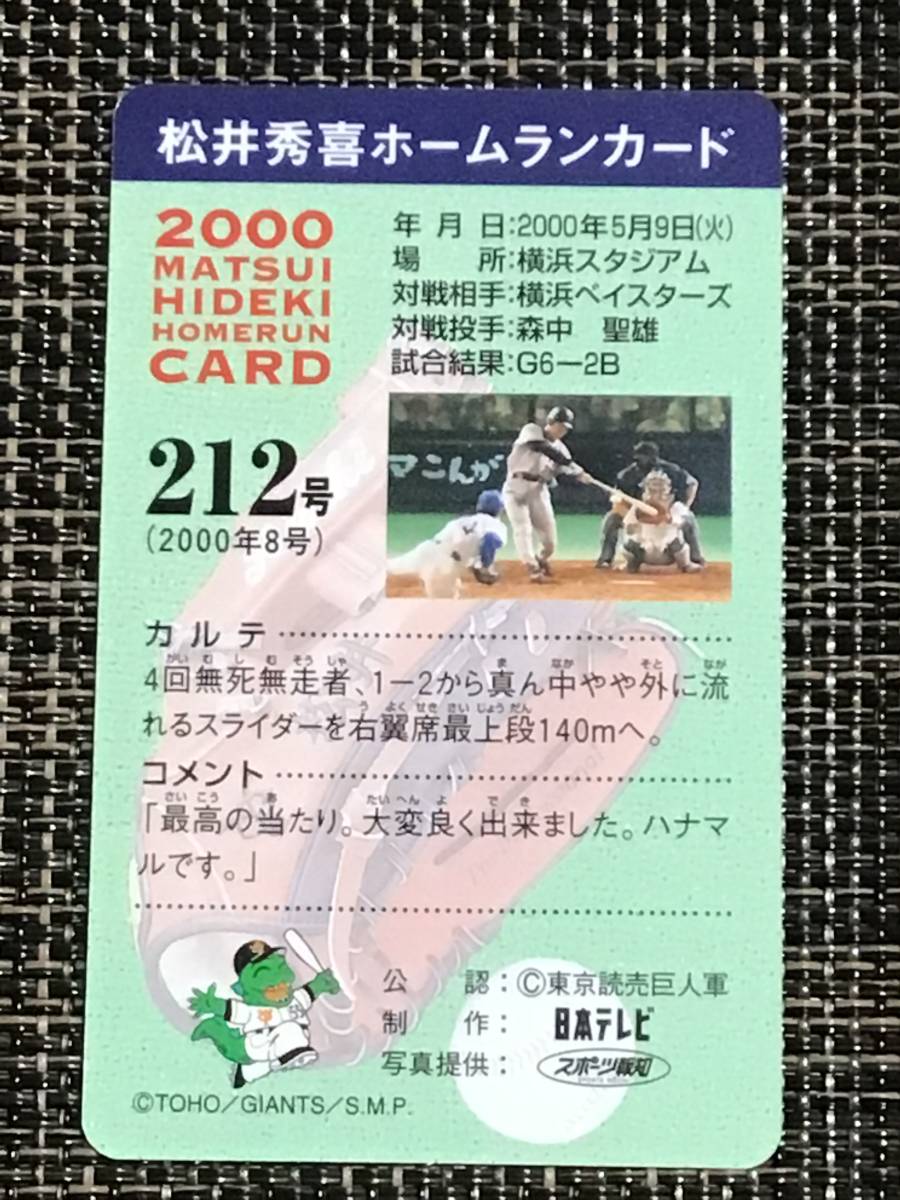 松井秀喜ホームランカード
2000
MATSUI
HIDEKI
HOMERUN
CARD
年月日:2000年5月9日(火)
場所:横浜スタジアム
対戦相手:横浜ベイスターズ
対戦投手:森中 聖雄
試合結果:G6－2B
212号
(2000年8号)
マこんが
カルテ
4回無死無走者、1－2から真ん中やや外に流
れるスライダーを右翼席最上段140mへ。
コメント
「最高の当たり。大変良く出来ました。ハナマ
ルです。」
公認:©東京読売巨人軍
制作:日本テレビ
写真提供:スポーツ報知
©TOHO/GIANTS/S.M.P.